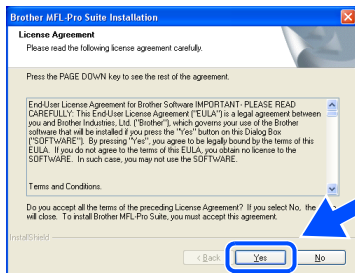 Brother MFL-Pro Suite Installation
License Agreement
Please read the following license agreement carefully.
Press the PAGE DOWN key to see the rest of the agreement.
End-User License Agreement for Brother Software IMPORTANT- PLEASE READ
CAREFULLY: This End-User License Agreement ("EULA") is a legal agreement between
you and Brother Industries, Ltd. ("Brother"), which governs your use of the Brother
software that will be installed if you press the "Yes" button on this Dialog Box
("SOFTWARE"). By pressing "Yes", you agree to be legally bound by the terms of this
EULA. If you do not agree to the terms of this EULA, you obtain no license to the
SOFTWARE. In such case, you may not use the SOFTWARE.
Terms and Conditions.
Do you accept all the terms of the preceding License Agreement? If you select No, the
will close. To install Brother MFL-Pro Suite, you must accept this agreement.
InstallShield
< Back
Yes
No